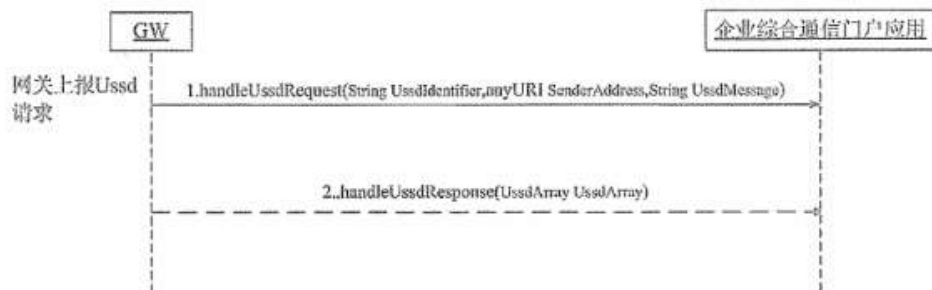 GW
企业综合通信门户应用
网关上报Ussd
请求
1.handleUssdRequest(String UssdIdentifier,anyURI SenderAddress,String UssdMessage)
2..handleUssdResponse(UssdArray UssdArray)